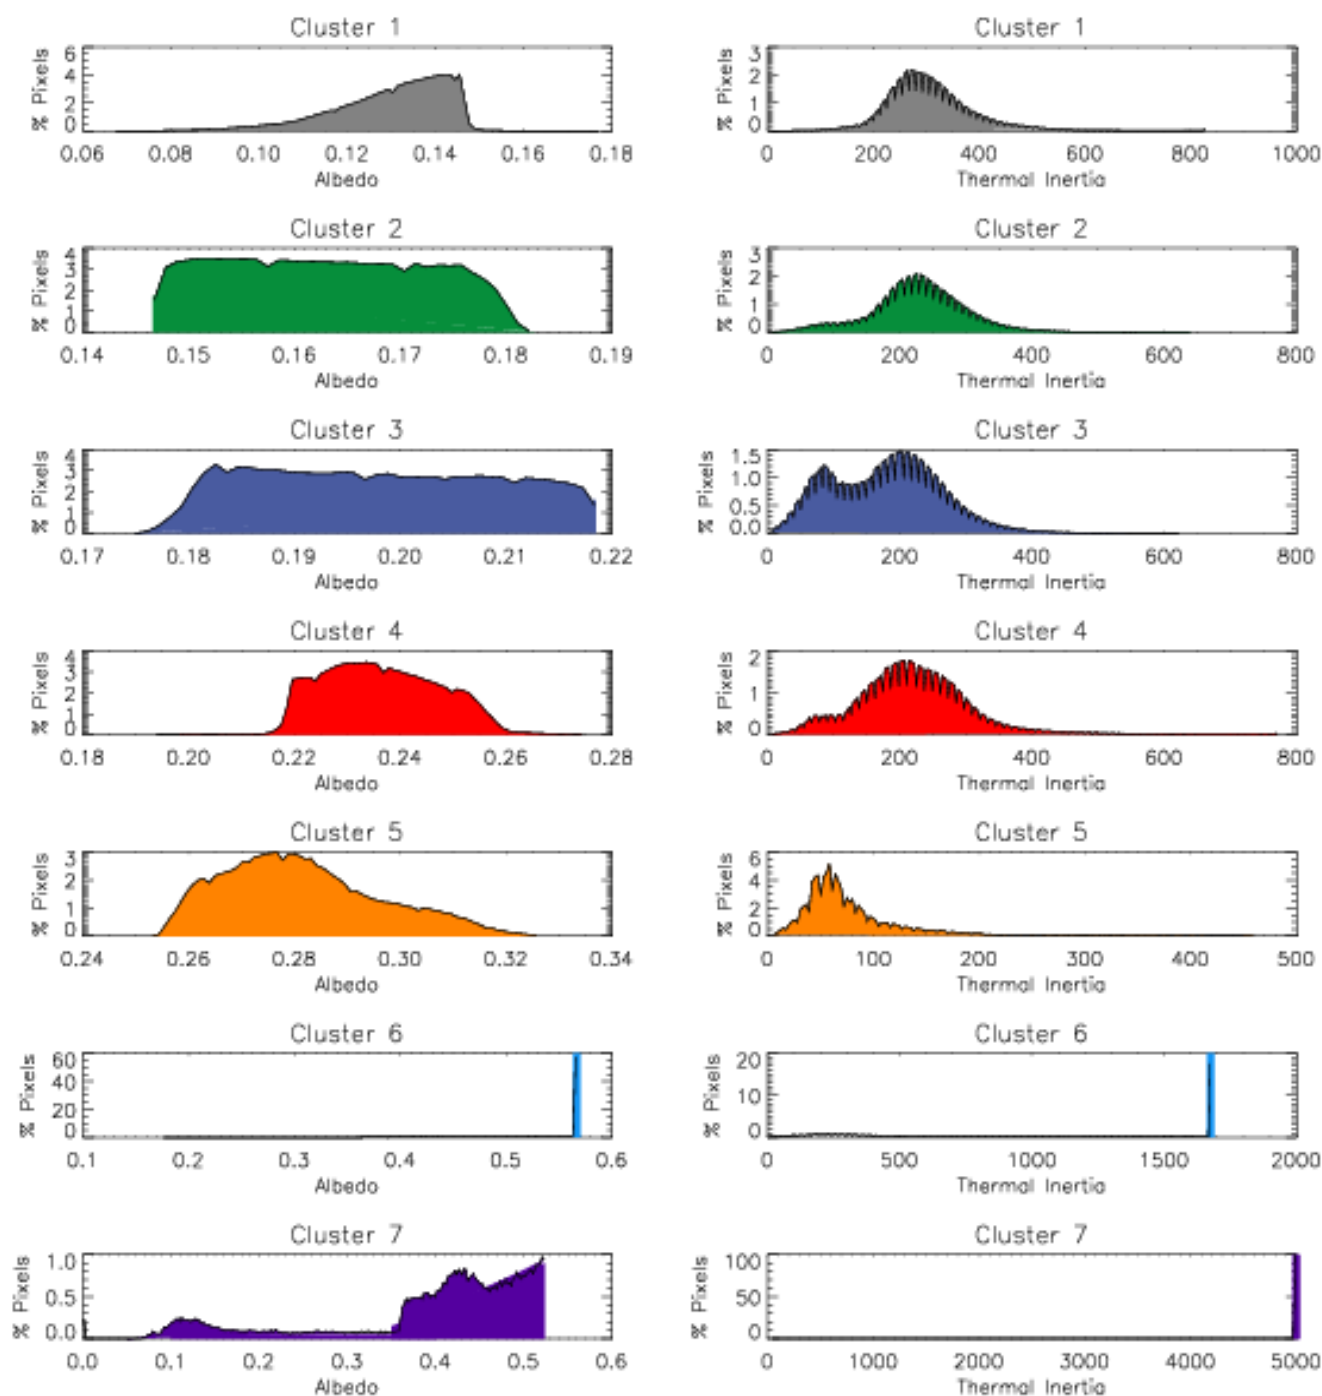 Cluster 1
% Pixels
6
4
2
0
0.06 0.08 0.10 0.12 0.14 0.16 0.18
Albedo
Cluster 1
% Pixels
3
2
1
0
0 200 400 600 800 1000
Thermal Inertia
Cluster 2
% Pixels
4
3
2
1
0
0.14 0.15 0.16 0.17 0.18 0.19
Albedo
Cluster 2
% Pixels
3
2
1
0
0 200 400 600 800
Thermal Inertia
Cluster 3
% Pixels
4
3
2
1
0
0.17 0.18 0.19 0.20 0.21 0.22
Albedo
Cluster 3
% Pixels
1.5
1.0
0.5
0.0
0 200 400 600 800
Thermal Inertia
Cluster 4
% Pixels
4
3
2
1
0
0.18 0.20 0.22 0.24 0.26 0.28
Albedo
Cluster 4
% Pixels
2
1
0
0 200 400 600 800
Thermal Inertia
Cluster 5
% Pixels
3
2
1
0
0.24 0.26 0.28 0.30 0.32 0.34
Albedo
Cluster 5
% Pixels
6
4
2
0
0 100 200 300 400 500
Thermal Inertia
Cluster 6
% Pixels
60
40
20
0
0.1 0.2 0.3 0.4 0.5 0.6
Albedo
Cluster 6
% Pixels
20
10
0
0 500 1000 1500 2000
Thermal Inertia
Cluster 7
% Pixels
1.0
0.5
0.0
0.0 0.1 0.2 0.3 0.4 0.5 0.6
Albedo
Cluster 7
% Pixels
100
50
0
0 1000 2000 3000 4000 5000
Thermal Inertia